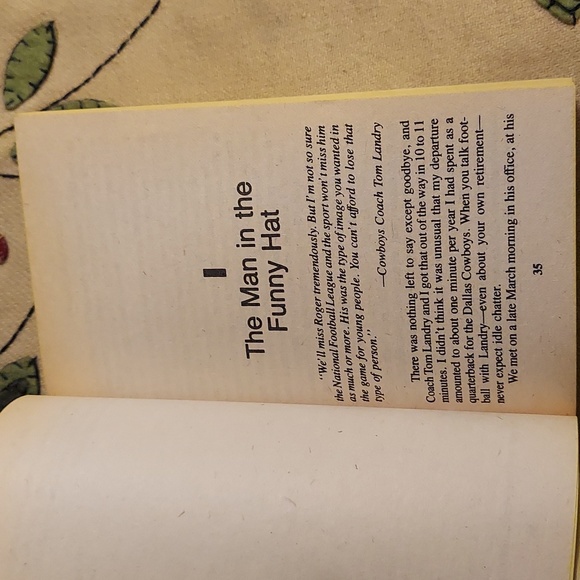 I
The Man in the
Funny Hat
"We'll miss Roger tremendously. But I'm not so sure
the National Football League and the sport won't miss him
as much or more. His was the type of image you wanted in
the game for young people. You can't afford to lose that
type of person."
—Cowboys Coach Tom Landry
There was nothing left to say except goodbye, and
Coach Tom Landry and I got that out of the way in 10 to 11
minutes. I didn't think it was unusual that my departure
amounted to about one minute per year I had spent as a
quarterback for the Dallas Cowboys. When you talk foot-
ball with Landry—even about your own retirement—
never expect idle chatter.
We met on a late March morning in his office, at his
35